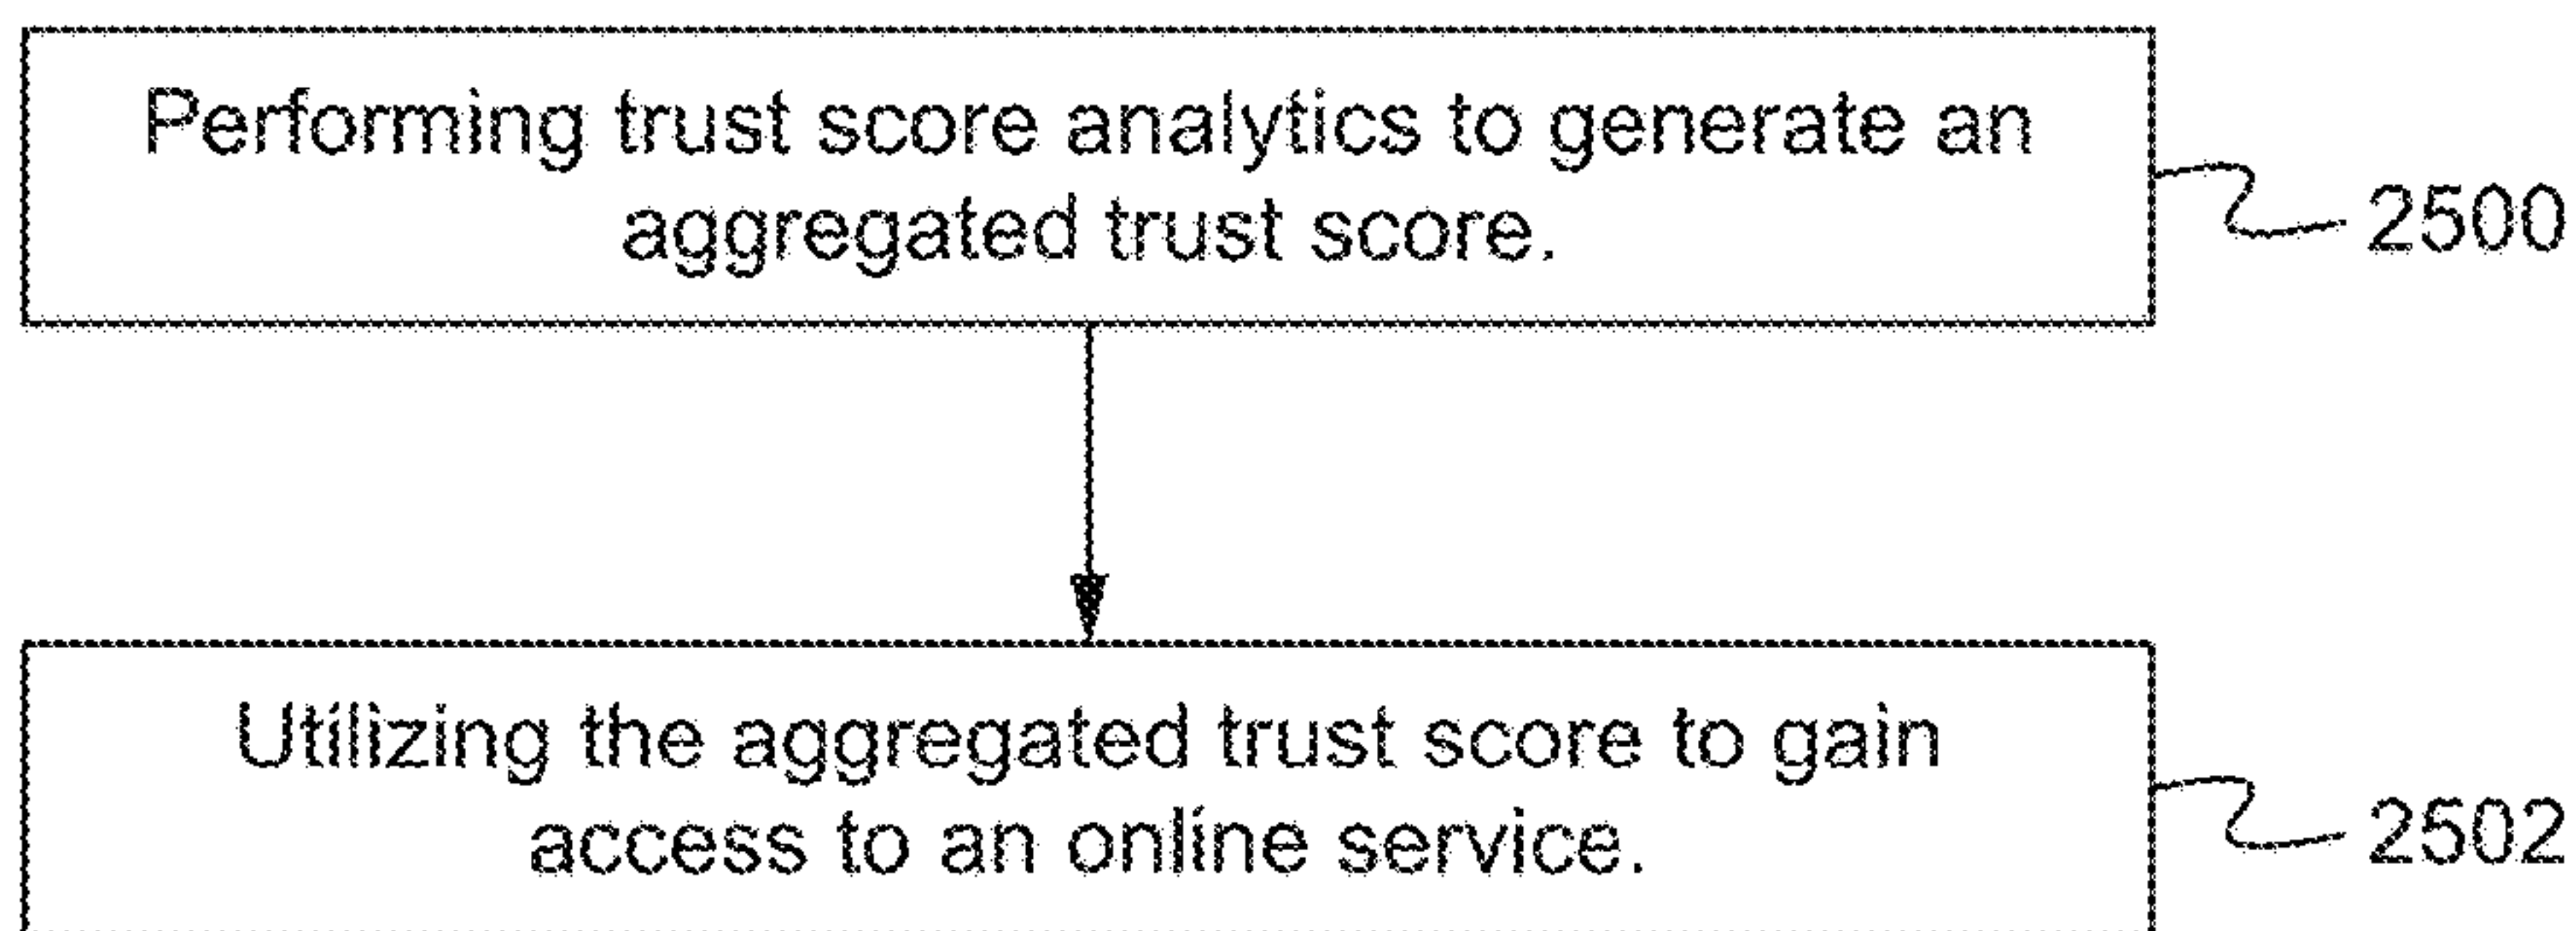 Performing trust score analytics to generate an
aggregated trust score.
2500
Utilizing the aggregated trust score to gain
access to an online service.
2502